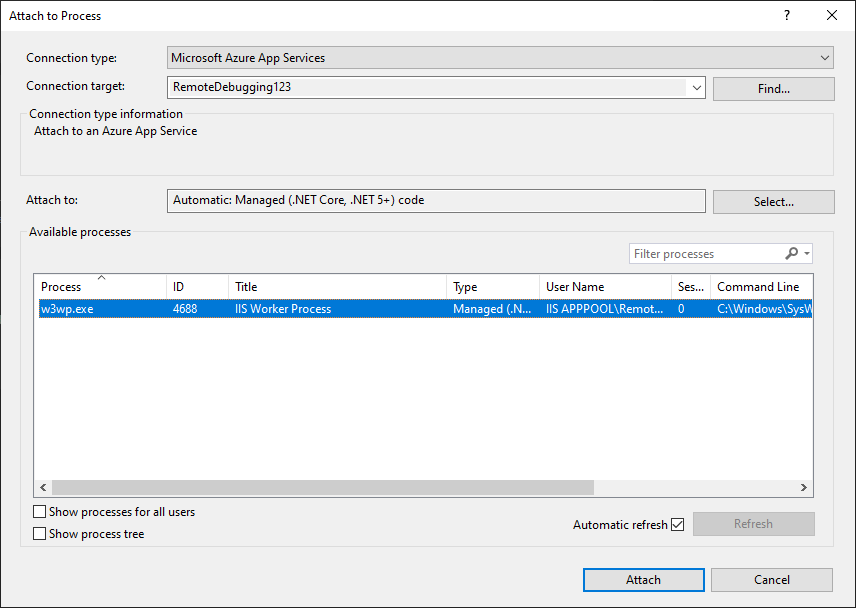 Attach to Process ?
Connection type: Microsoft Azure App Services
Connection target: RemoteDebugging123 Find...
Connection type information
Attach to an Azure App Service
Attach to: Automatic: Managed (.NET Core, .NET 5+) code Select...
Available processes
Filter processes
Process ID Title Type User Name Ses... Command Line
w3wp.exe 4688 IIS Worker Process Managed (.N... IIS APPPOOL\Remot... 0 C:\Windows\SysW
Show processes for all users
Automatic refresh Refresh
Show process tree
Attach Cancel